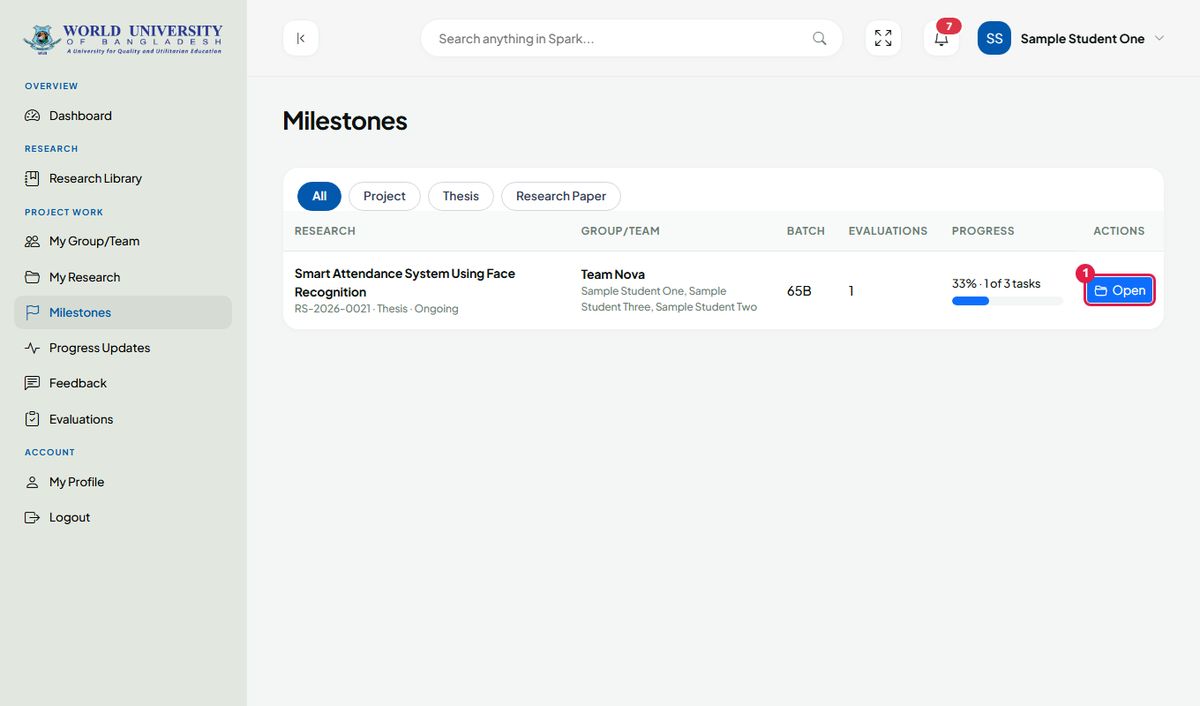 WORLD UNIVERSITY
OF BANGLADESH
A University for Quality and Utilitarian Education
Search anything in Spark...
7
SS
Sample Student One
OVERVIEW
Dashboard
RESEARCH
Research Library
PROJECT WORK
My Group/Team
My Research
Milestones
Progress Updates
Feedback
Evaluations
ACCOUNT
My Profile
Logout
Milestones
All
Project
Thesis
Research Paper
RESEARCH
GROUP/TEAM
BATCH
EVALUATIONS
PROGRESS
ACTIONS
Smart Attendance System Using Face
Recognition
RS-2026-0021 · Thesis · Ongoing
Team Nova
Sample Student One, Sample
Student Three, Sample Student Two
65B
1
33% · 1 of 3 tasks
1
Open